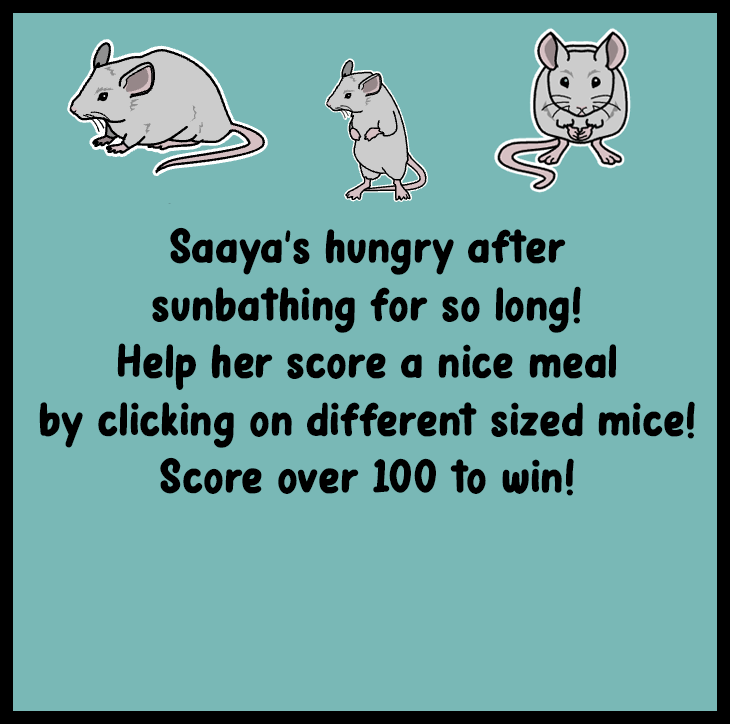 Saaya's hungry after
sunbathing for so long!
Help her score a nice meal
by clicking on different sized mice!
Score over 100 to win!